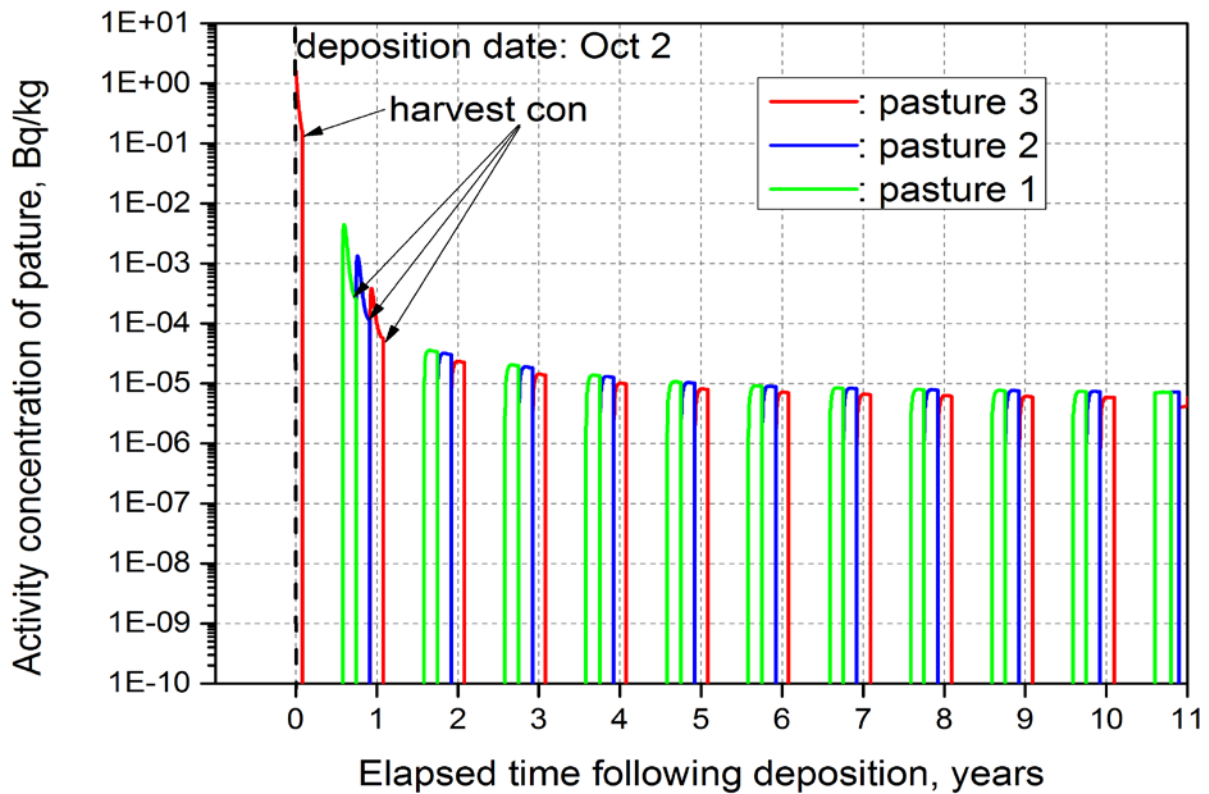 1E+01
1E+00
1E-01
1E-02
1E-03
1E-04
1E-05
1E-06
1E-07
1E-08
1E-09
1E-10
Activity concentration of pature, Bq/kg
deposition date: Oct 2
harvest con
: pasture 3
: pasture 2
: pasture 1
0 1 2 3 4 5 6 7 8 9 10 11
Elapsed time following deposition, years